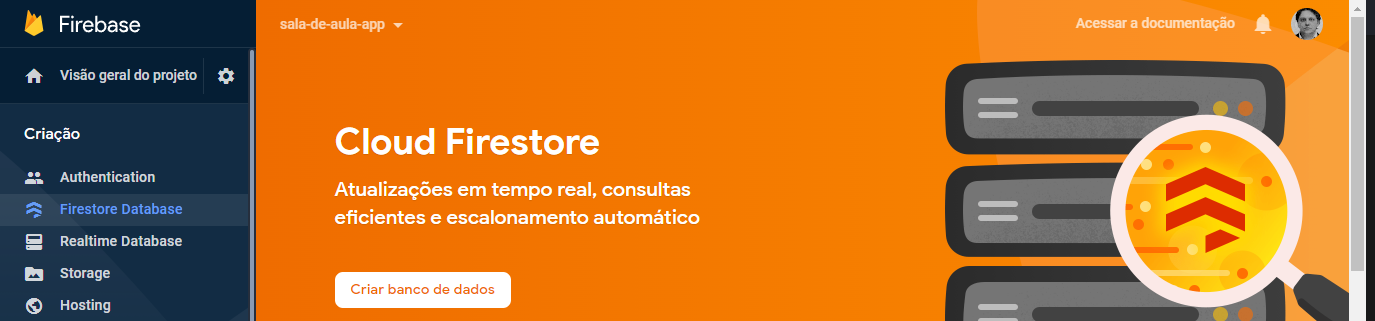 Firebase
sala-de-aula-app
Acessar a documentação
Visão geral do projeto
Criação
Authentication
Firestore Database
Realtime Database
Storage
Hosting
Cloud Firestore
Atualizações em tempo real, consultas
eficientes e escalonamento automático
Criar banco de dados